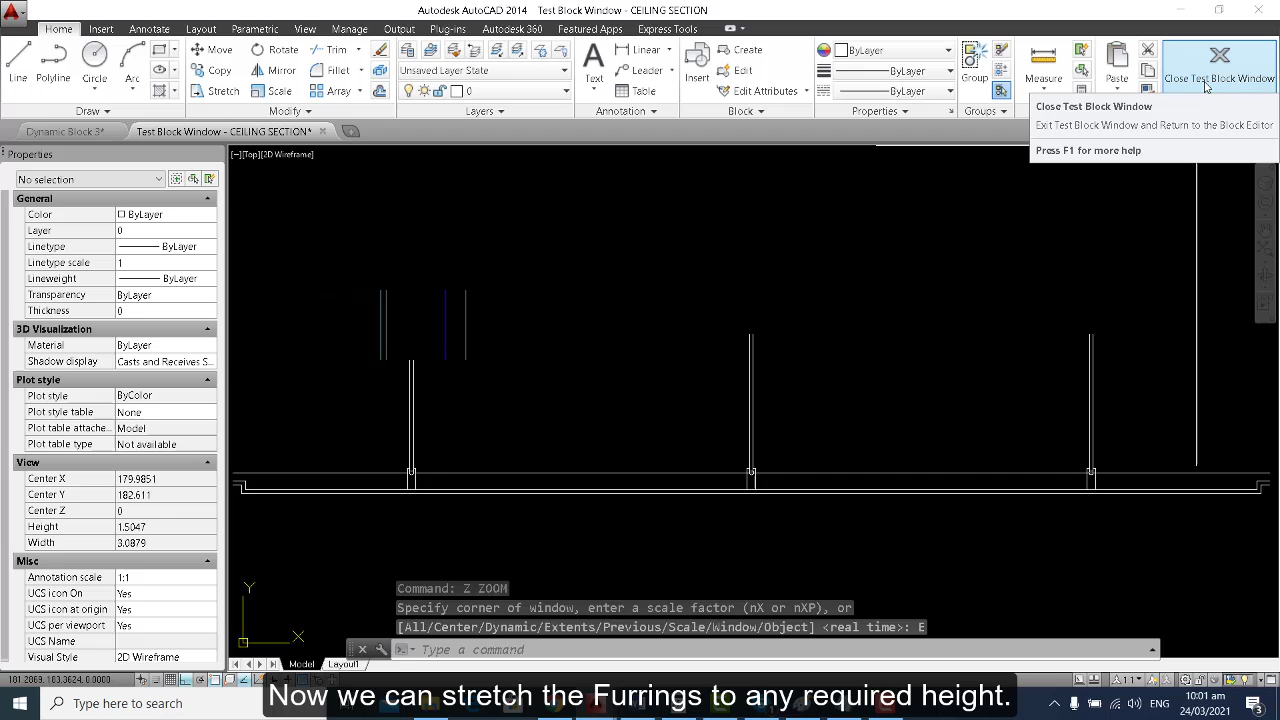 Autodesk AutoCAD 2014 Test Block Window - CEILING SECTION
Home Insert Annotate Layout Parametric View Manage Output Plug-ins Autodesk 360 Featured Apps Express Tools
Line Polyline Circle Arc
Move Rotate Trim
Copy Mirror Fillet
Stretch Scale Array
Unsaved Layer State
0
Text
Linear
Leader
Table
Insert
Create
Edit
Edit Attributes
ByLayer
ByLayer
ByLayer
Group
Measure
Paste
Close Test Block Window
Draw Modify Layers Annotation Block Properties Groups
Close Test Block Window
Exit Test Block Window and Return to the Block Editor
Press F1 for more help
Dynamic Block 3* Test Block Window - CEILING SECTION*
Properties
[−][Top][2D Wireframe]
No selection
General
Color ByLayer
Layer 0
Linetype ByLayer
Linetype scale 1
Lineweight ByLayer
Transparency ByLayer
Thickness 0
3D Visualization
Material ByLayer
Shadow display Casts and Receives S...
Plot style
Plot style ByColor
Plot style table None
Plot table attache... Model
Plot table type Not available
View
Center X 179.9851
Center Y 182.611
Center Z 0
Height 1.5047
Width 3.0879
Misc
Annotation scale 1:1
UCS icon On Yes
UCS icon at origin Yes
UCS per viewport Yes
UCS Name
Visual Style 2D Wireframe
Y
X
Command: Z ZOOM
Specify corner of window, enter a scale factor (nX or nXP), or
[All/Center/Dynamic/Extents/Previous/Scale/Window/Object] <real time>: E
Type a command
Model Layout1
181.2069, 183.3624, 0.0000
1:1
Now we can stretch the Furrings to any required height.
Type here to search
ENG
10:01 am
24/03/2021